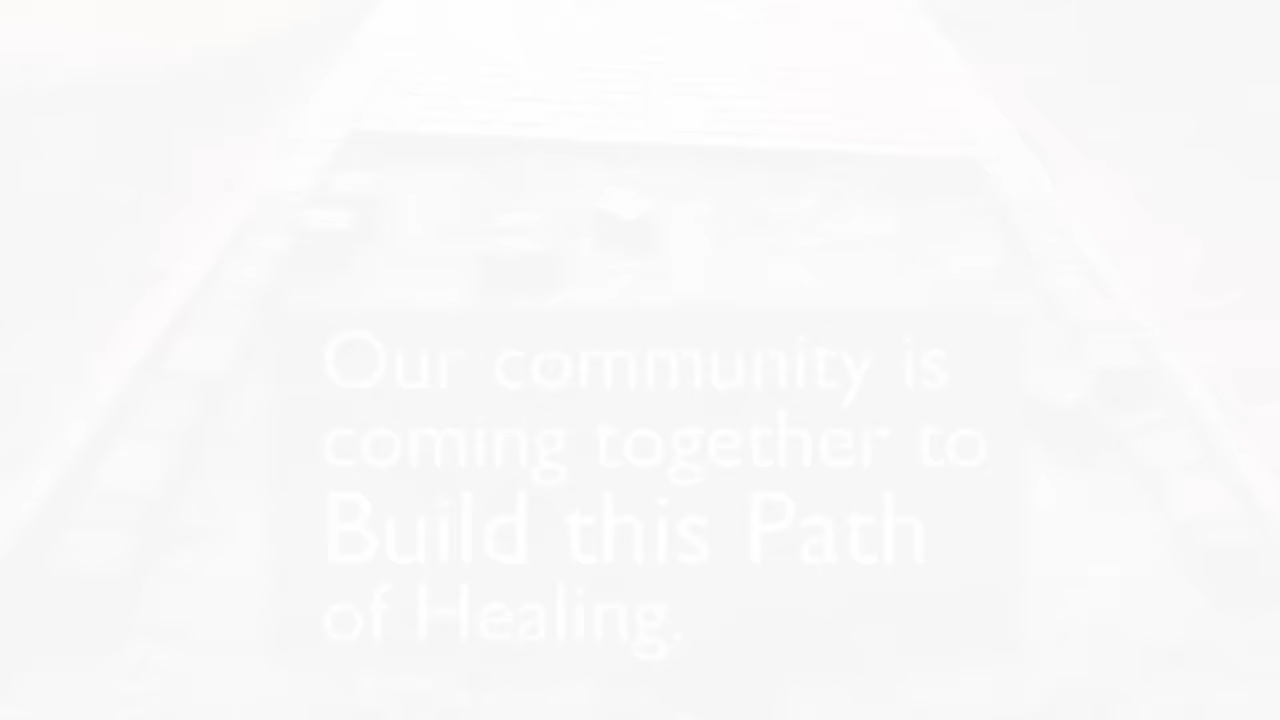 Our community is
coming together to
Build this Path
of Healing.